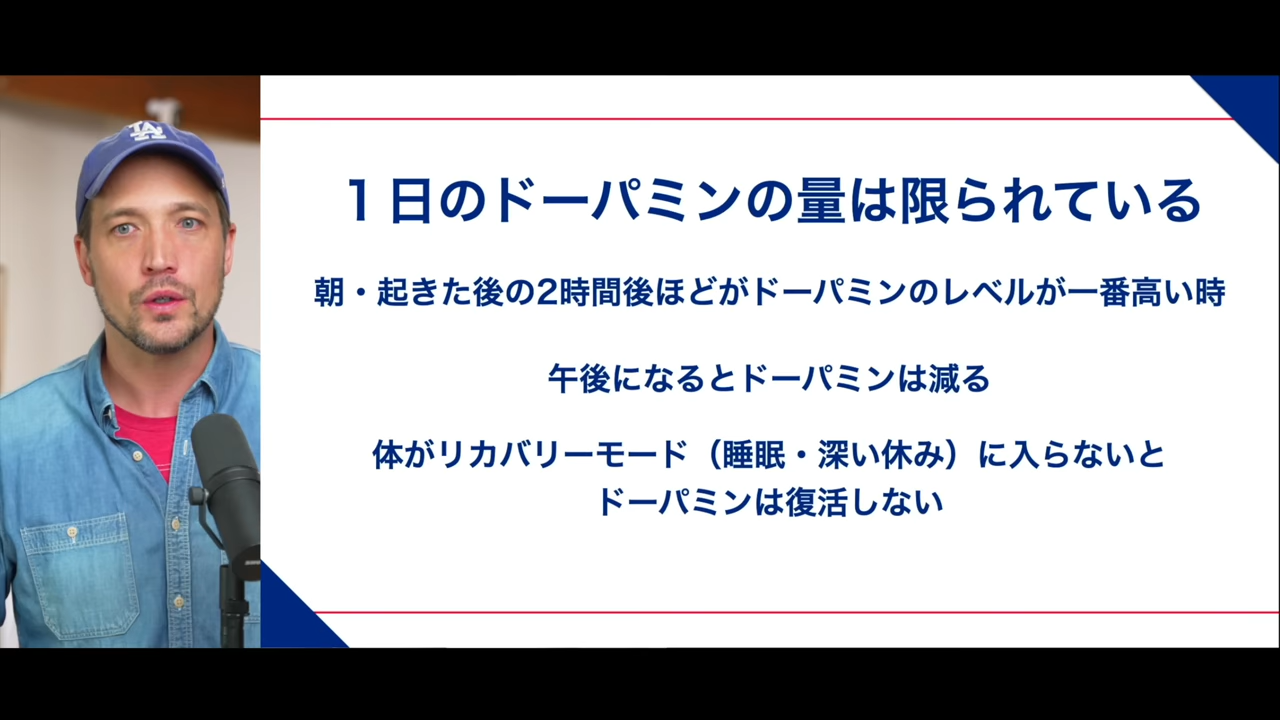 １日のドーパミンの量は限られている
朝・起きた後の2時間後ほどがドーパミンのレベルが一番高い時
午後になるとドーパミンは減る
体がリカバリーモード（睡眠・深い休み）に入らないと
ドーパミンは復活しない